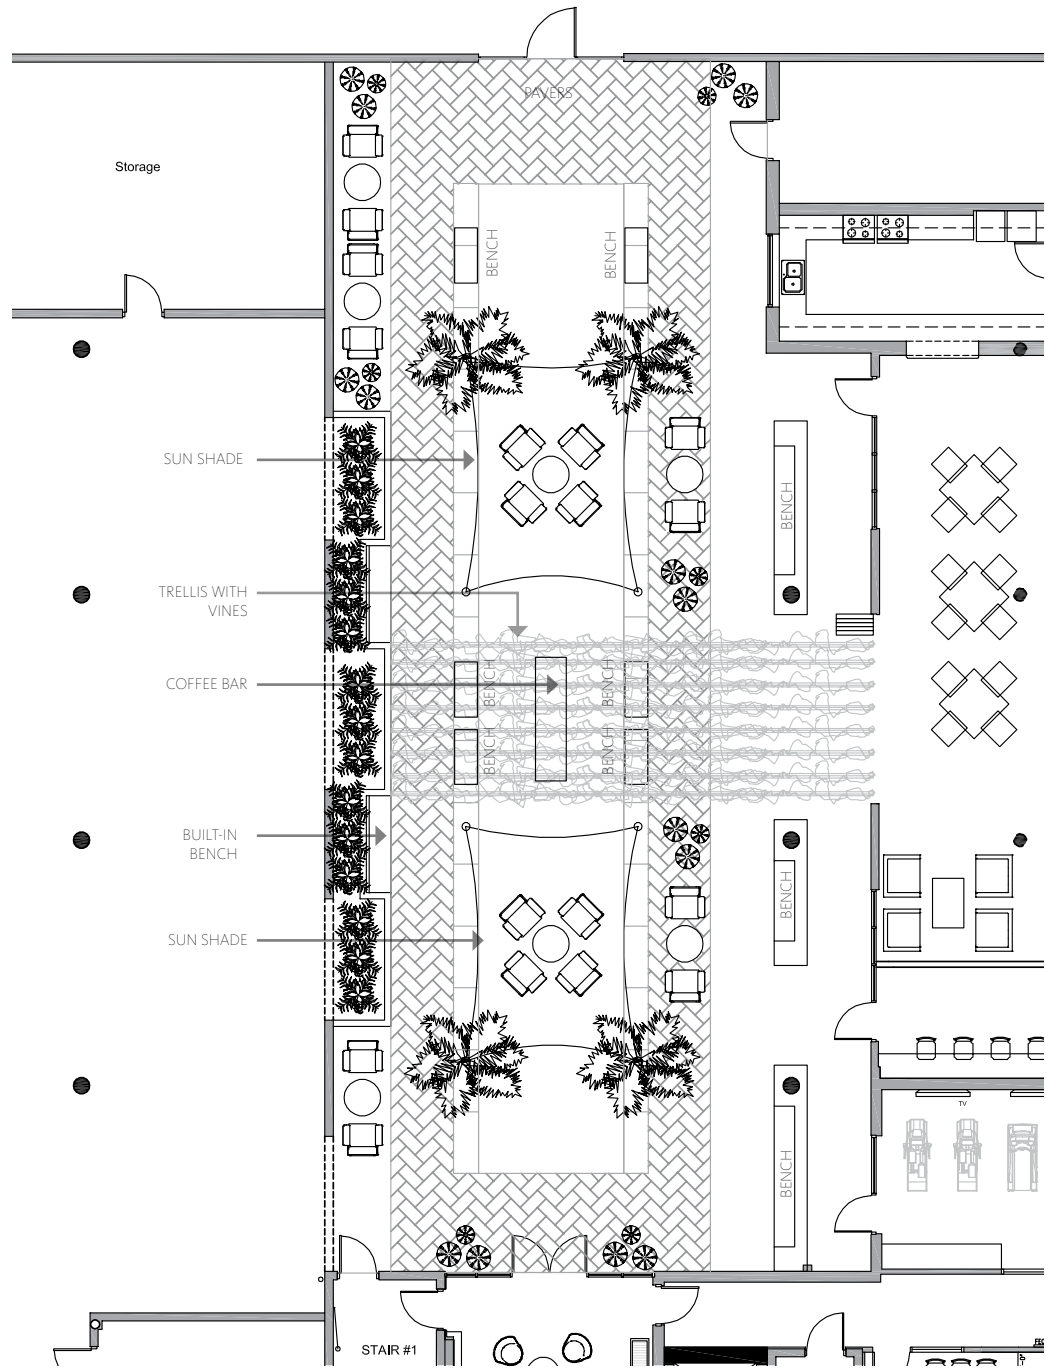 PAVERS
Storage
BENCH
BENCH
SUN SHADE
BENCH
TRELLIS WITH
VINES
COFFEE BAR
BENCH
BENCH
BENCH
BENCH
BUILT-IN
BENCH
BENCH
SUN SHADE
TV
BENCH
STAIR #1